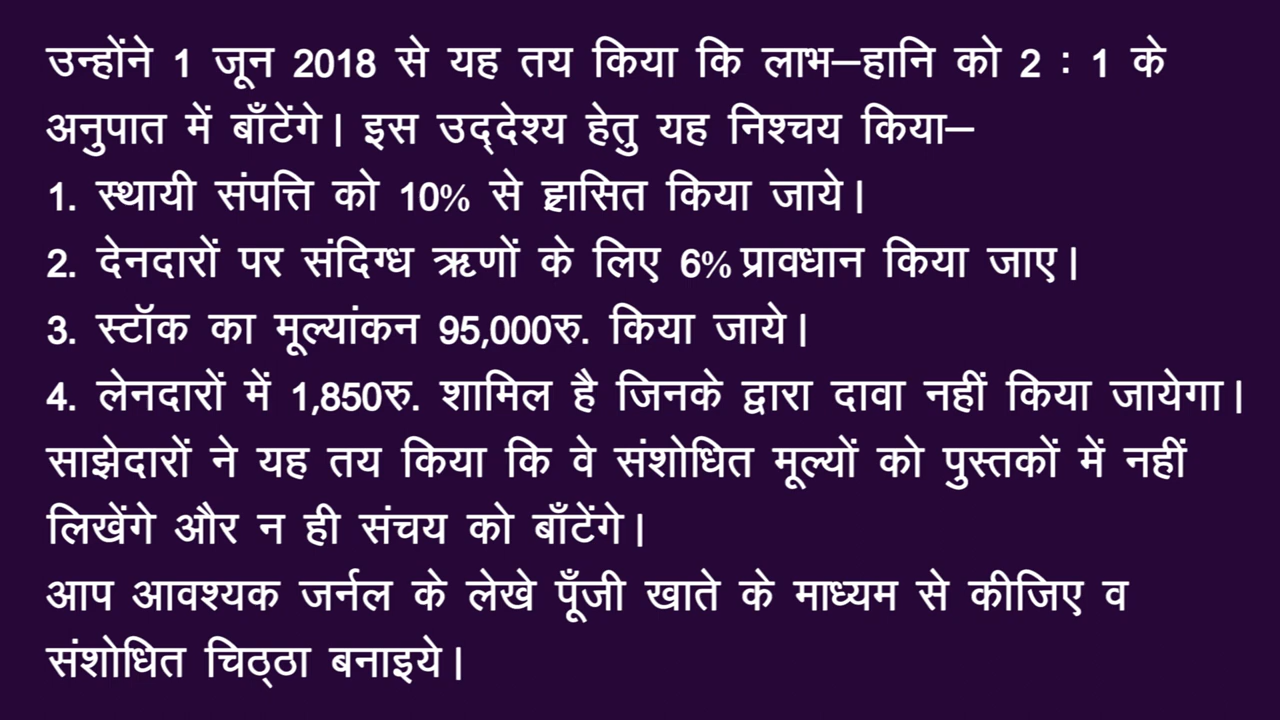 उन्होंने 1 जून 2018 से यह तय किया कि लाभ–हानि को 2 : 1 के
अनुपात में बाँटेंगे। इस उद्देश्य हेतु यह निश्चय किया–
1. स्थायी संपत्ति को 10% से ह्रासित किया जाये।
2. देनदारों पर संदिग्ध ऋणों के लिए 6% प्रावधान किया जाए।
3. स्टॉक का मूल्यांकन 95,000रु. किया जाये।
4. लेनदारों में 1,850रु. शामिल है जिनके द्वारा दावा नहीं किया जायेगा।
साझेदारों ने यह तय किया कि वे संशोधित मूल्यों को पुस्तकों में नहीं
लिखेंगे और न ही संचय को बाँटेंगे।
आप आवश्यक जर्नल के लेखे पूँजी खाते के माध्यम से कीजिए व
संशोधित चिठ्ठा बनाइये।